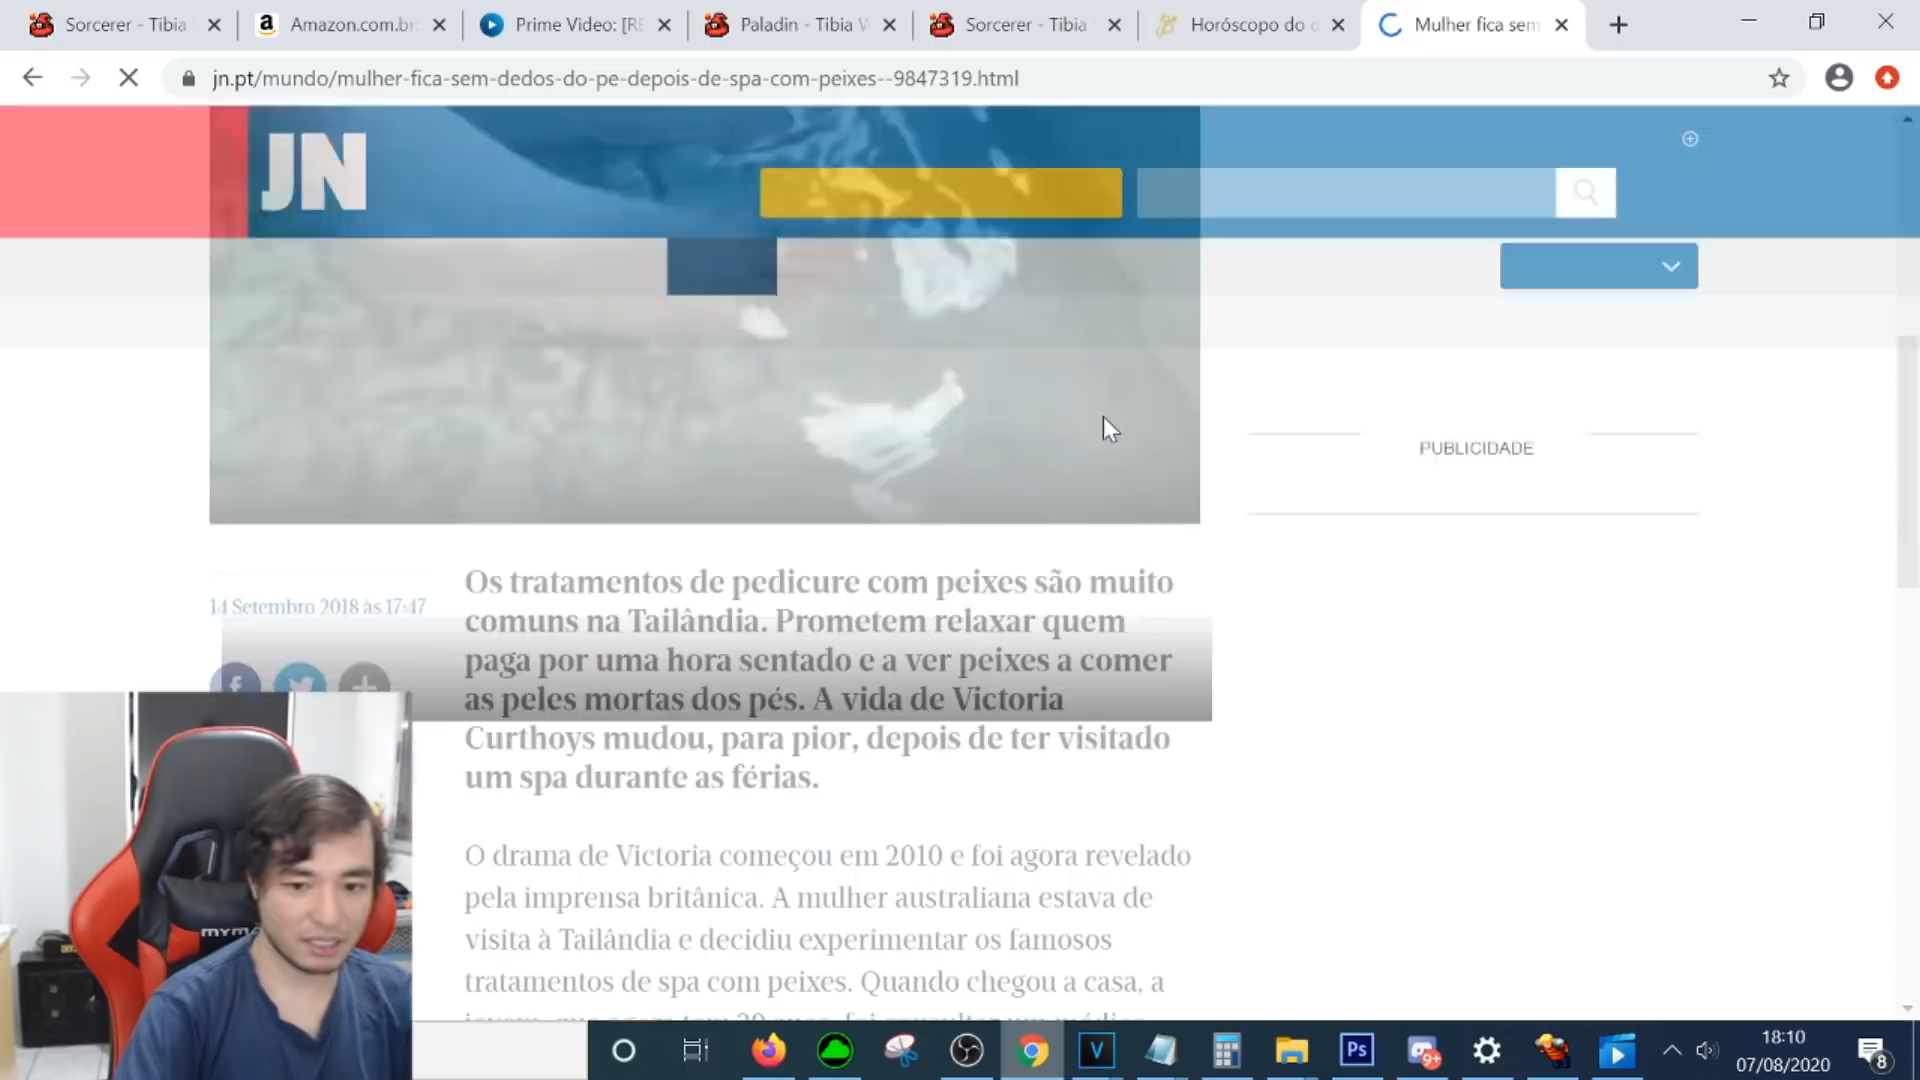 Sorcerer - Tibia
Amazon.com.br
Prime Video: [RE
Paladin - Tibia W
Sorcerer - Tibia
Horóscopo do d
Mulher fica sem
jn.pt/mundo/mulher-fica-sem-dedos-do-pe-depois-de-spa-com-peixes--9847319.html
JN
PUBLICIDADE
14 Setembro 2018 às 17:47
Os tratamentos de pedicure com peixes são muito
comuns na Tailândia. Prometem relaxar quem
paga por uma hora sentado e a ver peixes a comer
as peles mortas dos pés. A vida de Victoria
Curthoys mudou, para pior, depois de ter visitado
um spa durante as férias.
O drama de Victoria começou em 2010 e foi agora revelado
pela imprensa britânica. A mulher australiana estava de
visita à Tailândia e decidiu experimentar os famosos
tratamentos de spa com peixes. Quando chegou a casa, a
V
Ps
9+
18:10
07/08/2020
8